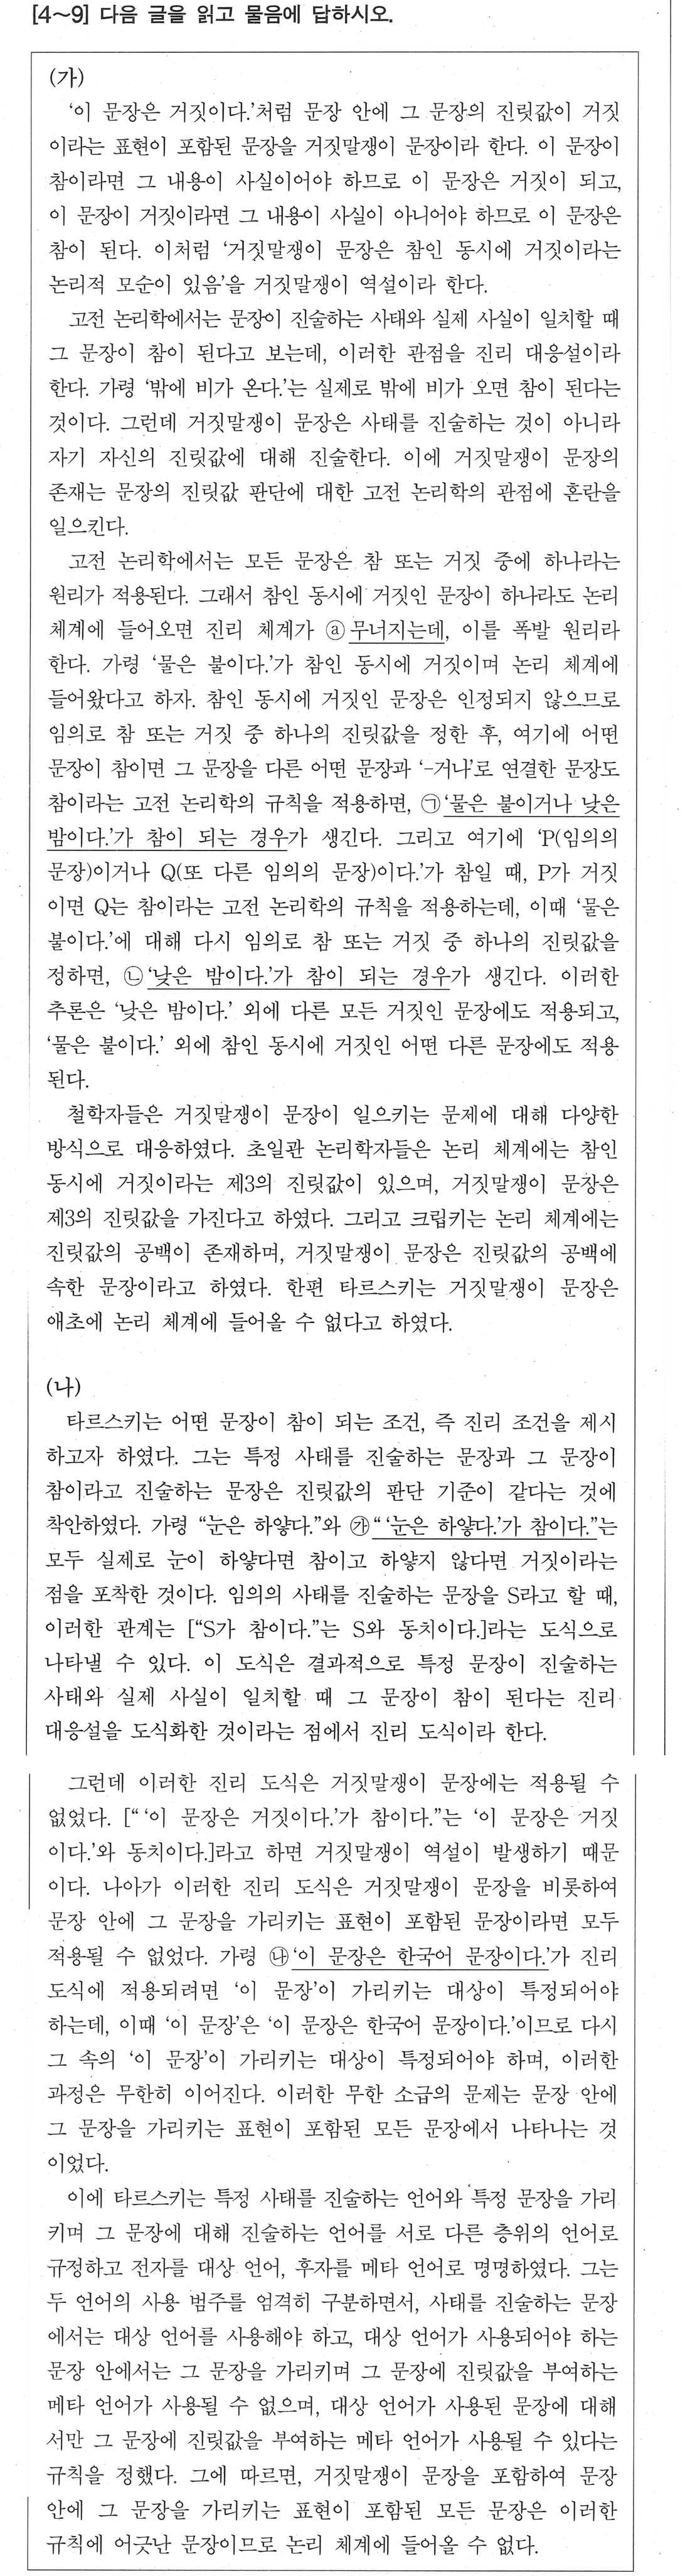 [4~9] 다음 글을 읽고 물음에 답하시오.
(가)
‘이 문장은 거짓이다.’처럼 문장 안에 그 문장의 진릿값이 거짓
이라는 표현이 포함된 문장을 거짓말쟁이 문장이라 한다. 이 문장이
참이라면 그 내용이 사실이어야 하므로 이 문장은 거짓이 되고,
이 문장이 거짓이라면 그 내용이 사실이 아니어야 하므로 이 문장은
참이 된다. 이처럼 ‘거짓말쟁이 문장은 참인 동시에 거짓이라는
논리적 모순이 있음’을 거짓말쟁이 역설이라 한다.
고전 논리학에서는 문장이 진술하는 사태와 실제 사실이 일치할 때
그 문장이 참이 된다고 보는데, 이러한 관점을 진리 대응설이라
한다. 가령 ‘밖에 비가 온다.’는 실제로 밖에 비가 오면 참이 된다는
것이다. 그런데 거짓말쟁이 문장은 사태를 진술하는 것이 아니라
자기 자신의 진릿값에 대해 진술한다. 이에 거짓말쟁이 문장의
존재는 문장의 진릿값 판단에 대한 고전 논리학의 관점에 혼란을
일으킨다.
고전 논리학에서는 모든 문장은 참 또는 거짓 중에 하나라는
원리가 적용된다. 그래서 참인 동시에 거짓인 문장이 하나라도 논리
체계에 들어오면 진리 체계가 ⓐ무너지는데, 이를 폭발 원리라
한다. 가령 ‘물은 불이다.’가 참인 동시에 거짓이며 논리 체계에
들어왔다고 하자. 참인 동시에 거짓인 문장은 인정되지 않으므로
임의로 참 또는 거짓 중 하나의 진릿값을 정한 후, 여기에 어떤
문장이 참이면 그 문장을 다른 어떤 문장과 ‘-거나’로 연결한 문장도
참이라는 고전 논리학의 규칙을 적용하면, ㉠‘물은 불이거나 낮은
밤이다.’가 참이 되는 경우가 생긴다. 그리고 여기에 ‘P(임의의
문장)이거나 Q(또 다른 임의의 문장)이다.’가 참일 때, P가 거짓
이면 Q는 참이라는 고전 논리학의 규칙을 적용하는데, 이때 ‘물은
불이다.’에 대해 다시 임의로 참 또는 거짓 중 하나의 진릿값을
정하면, ㉡‘낮은 밤이다.’가 참이 되는 경우가 생긴다. 이러한
추론은 ‘낮은 밤이다.’ 외에 다른 모든 거짓인 문장에도 적용되고,
‘물은 불이다.’ 외에 참인 동시에 거짓인 어떤 다른 문장에도 적용
된다.
철학자들은 거짓말쟁이 문장이 일으키는 문제에 대해 다양한
방식으로 대응하였다. 초일관 논리학자들은 논리 체계에는 참인
동시에 거짓이라는 제3의 진릿값이 있으며, 거짓말쟁이 문장은
제3의 진릿값을 가진다고 하였다. 그리고 크립키는 논리 체계에는
진릿값의 공백이 존재하며, 거짓말쟁이 문장은 진릿값의 공백에
속한 문장이라고 하였다. 한편 타르스키는 거짓말쟁이 문장은
애초에 논리 체계에 들어올 수 없다고 하였다.
(나)
타르스키는 어떤 문장이 참이 되는 조건, 즉 진리 조건을 제시
하고자 하였다. 그는 특정 사태를 진술하는 문장과 그 문장이
참이라고 진술하는 문장은 진릿값의 판단 기준이 같다는 것에
착안하였다. 가령 “눈은 하얗다.”와 ㉮“ ‘눈은 하얗다.’가 참이다.”는
모두 실제로 눈이 하얗다면 참이고 하얗지 않다면 거짓이라는
점을 포착한 것이다. 임의의 사태를 진술하는 문장을 S라고 할 때,
이러한 관계는 [“S가 참이다.”는 S와 동치이다.]라는 도식으로
나타낼 수 있다. 이 도식은 결과적으로 특정 문장이 진술하는
사태와 실제 사실이 일치할 때 그 문장이 참이 된다는 진리
대응설을 도식화한 것이라는 점에서 진리 도식이라 한다.
그런데 이러한 진리 도식은 거짓말쟁이 문장에는 적용될 수
없었다. [“ ‘이 문장은 거짓이다.’가 참이다.”는 ‘이 문장은 거짓
이다.’와 동치이다.]라고 하면 거짓말쟁이 역설이 발생하기 때문
이다. 나아가 이러한 진리 도식은 거짓말쟁이 문장을 비롯하여
문장 안에 그 문장을 가리키는 표현이 포함된 문장이라면 모두
적용될 수 없었다. 가령 ㉯‘이 문장은 한국어 문장이다.’가 진리
도식에 적용되려면 ‘이 문장’이 가리키는 대상이 특정되어야
하는데, 이때 ‘이 문장’은 ‘이 문장은 한국어 문장이다.’이므로 다시
그 속의 ‘이 문장’이 가리키는 대상이 특정되어야 하며, 이러한
과정은 무한히 이어진다. 이러한 무한 소급의 문제는 문장 안에
그 문장을 가리키는 표현이 포함된 모든 문장에서 나타나는 것
이었다.
이에 타르스키는 특정 사태를 진술하는 언어와 특정 문장을 가리
키며 그 문장에 대해 진술하는 언어를 서로 다른 층위의 언어로
규정하고 전자를 대상 언어, 후자를 메타 언어로 명명하였다. 그는
두 언어의 사용 범주를 엄격히 구분하면서, 사태를 진술하는 문장
에서는 대상 언어를 사용해야 하고, 대상 언어가 사용되어야 하는
문장 안에서는 그 문장을 가리키며 그 문장에 진릿값을 부여하는
메타 언어가 사용될 수 없으며, 대상 언어가 사용된 문장에 대해
서만 그 문장에 진릿값을 부여하는 메타 언어가 사용될 수 있다는
규칙을 정했다. 그에 따르면, 거짓말쟁이 문장을 포함하여 문장
안에 그 문장을 가리키는 표현이 포함된 모든 문장은 이러한
규칙에 어긋난 문장이므로 논리 체계에 들어올 수 없다.